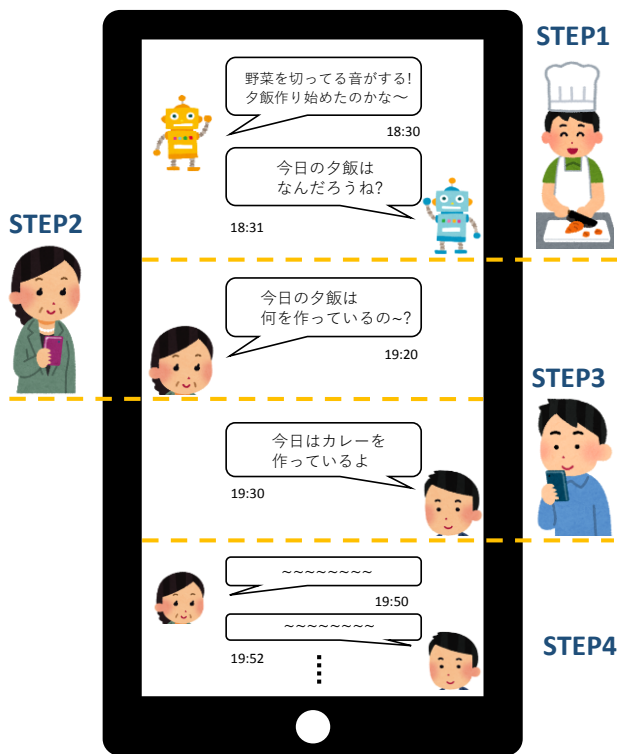 STEP1
野菜を切ってる音がする!
夕飯作り始めたのかな～
18:30
今日の夕飯は
なんだろうね?
18:31
STEP2
今日の夕飯は
何を作っているの~?
19:20
STEP3
今日はカレーを
作っているよ
19:30
~~~~~~~~
19:50
~~~~~~~~
19:52
STEP4